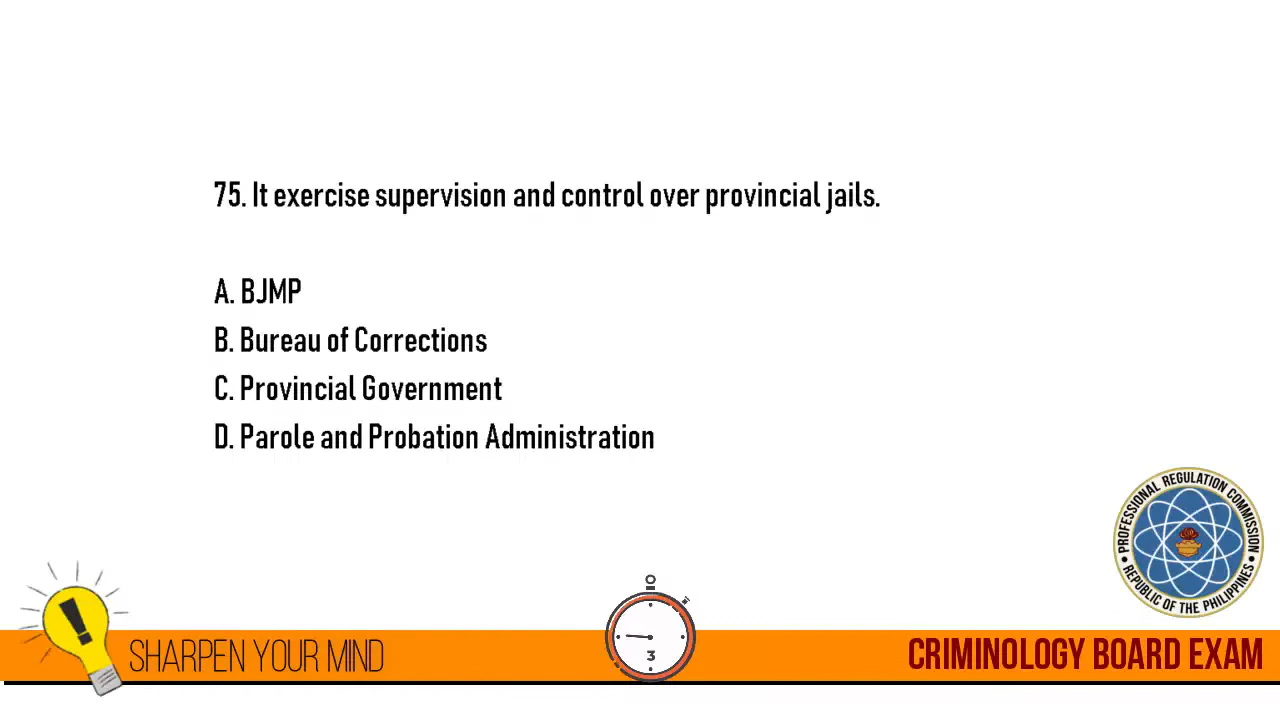 75. It exercise supervision and control over provincial jails.
A. BJMP
B. Bureau of Corrections
C. Provincial Government
D. Parole and Probation Administration
PROFESSIONAL REGULATION COMMISSION
REPUBLIC OF THE PHILIPPINES
3
SHARPEN YOUR MIND
CRIMINOLOGY BOARD EXAM